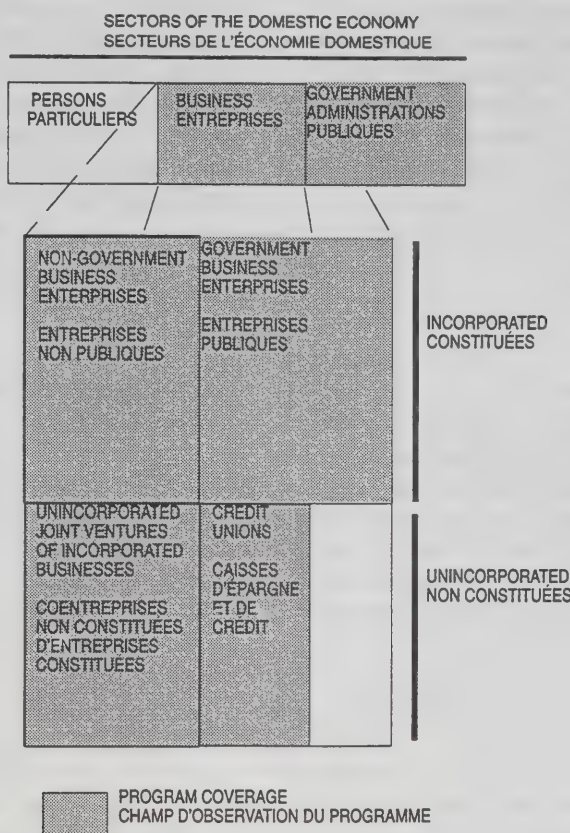 SECTORS OF THE DOMESTIC ECONOMY
SECTEURS DE L'ÉCONOMIE DOMESTIQUE
PERSONS
PARTICULIERS
BUSINESS
ENTREPRISES
GOVERNMENT
ADMINISTRATIONS
PUBLIQUES
NON-GOVERNMENT
BUSINESS
ENTERPRISES
ENTREPRISES
NON PUBLIQUES
GOVERNMENT
BUSINESS
ENTERPRISES
ENTREPRISES
PUBLIQUES
INCORPORATED
CONSTITUÉES
UNINCORPORATED
JOINT VENTURES
OF INCORPORATED
BUSINESSES
COENTREPRISES
NON CONSTITUÉES
D'ENTREPRISES
CONSTITUÉES
CREDIT
UNIONS
CAISSES
D'ÉPARGNE
ET DE
CRÉDIT
UNINCORPORATED
NON CONSTITUÉES
PROGRAM COVERAGE
CHAMP D'OBSERVATION DU PROGRAMME